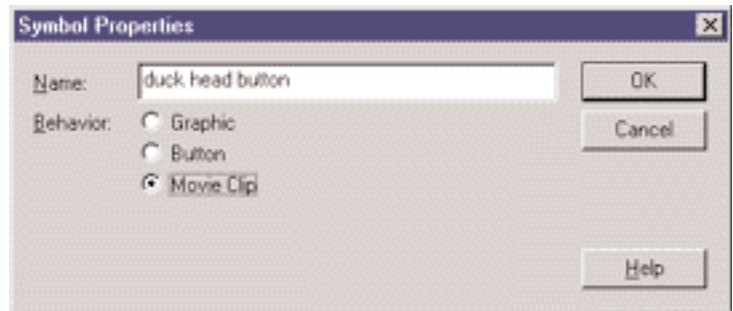 Symbol Properties
Name: duck head button
OK
Behavior: Graphic
Cancel
Button
Movie Clip
Help